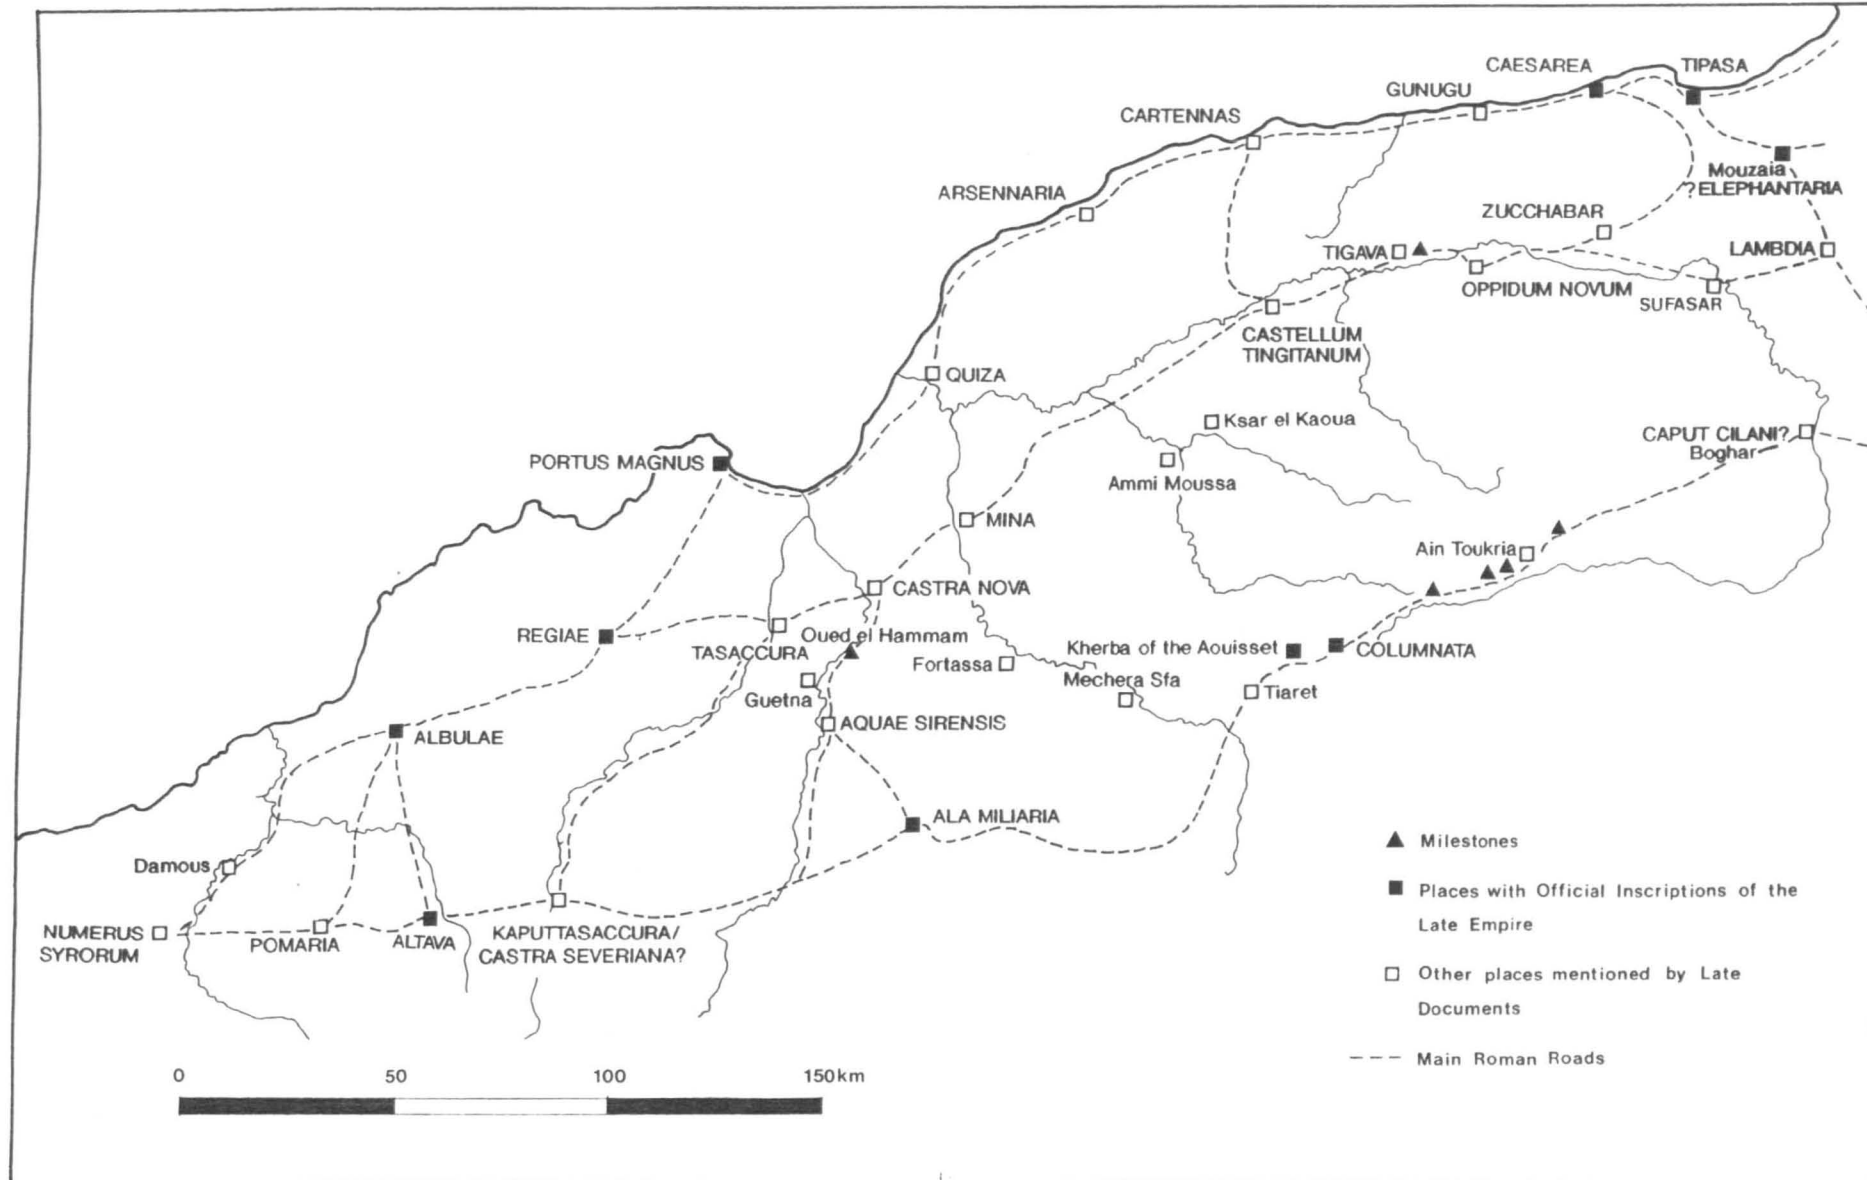 CAESAREA
TIPASA
GUNUGU
CARTENNAS
Mouzaia
? ELEPHANTARIA
ARSENNARIA
ZUCCHABAR
TIGAVA
LAMBDIA
OPPIDUM NOVUM
SUFASAR
CASTELLUM
TINGITANUM
QUIZA
Ksar el Kaoua
CAPUT CILANI?
Boghar
PORTUS MAGNUS
Ammi Moussa
MINA
Ain Toukria
CASTRA NOVA
REGIAE
Oued el Hammam
TASACCURA
Fortassa
Kherba of the Aouisset
COLUMNATA
Mechera Sfa
Tiaret
Guetna
AQUAE SIRENSIS
ALBULAE
ALA MILIARIA
Damous
NUMERUS
SYRORUM
POMARIA
ALTAVA
KAPUTTASACCURA/
CASTRA SEVERIANA?
Milestones
Places with Official Inscriptions of the
Late Empire
Other places mentioned by Late
Documents
Main Roman Roads
0 50 100 150km